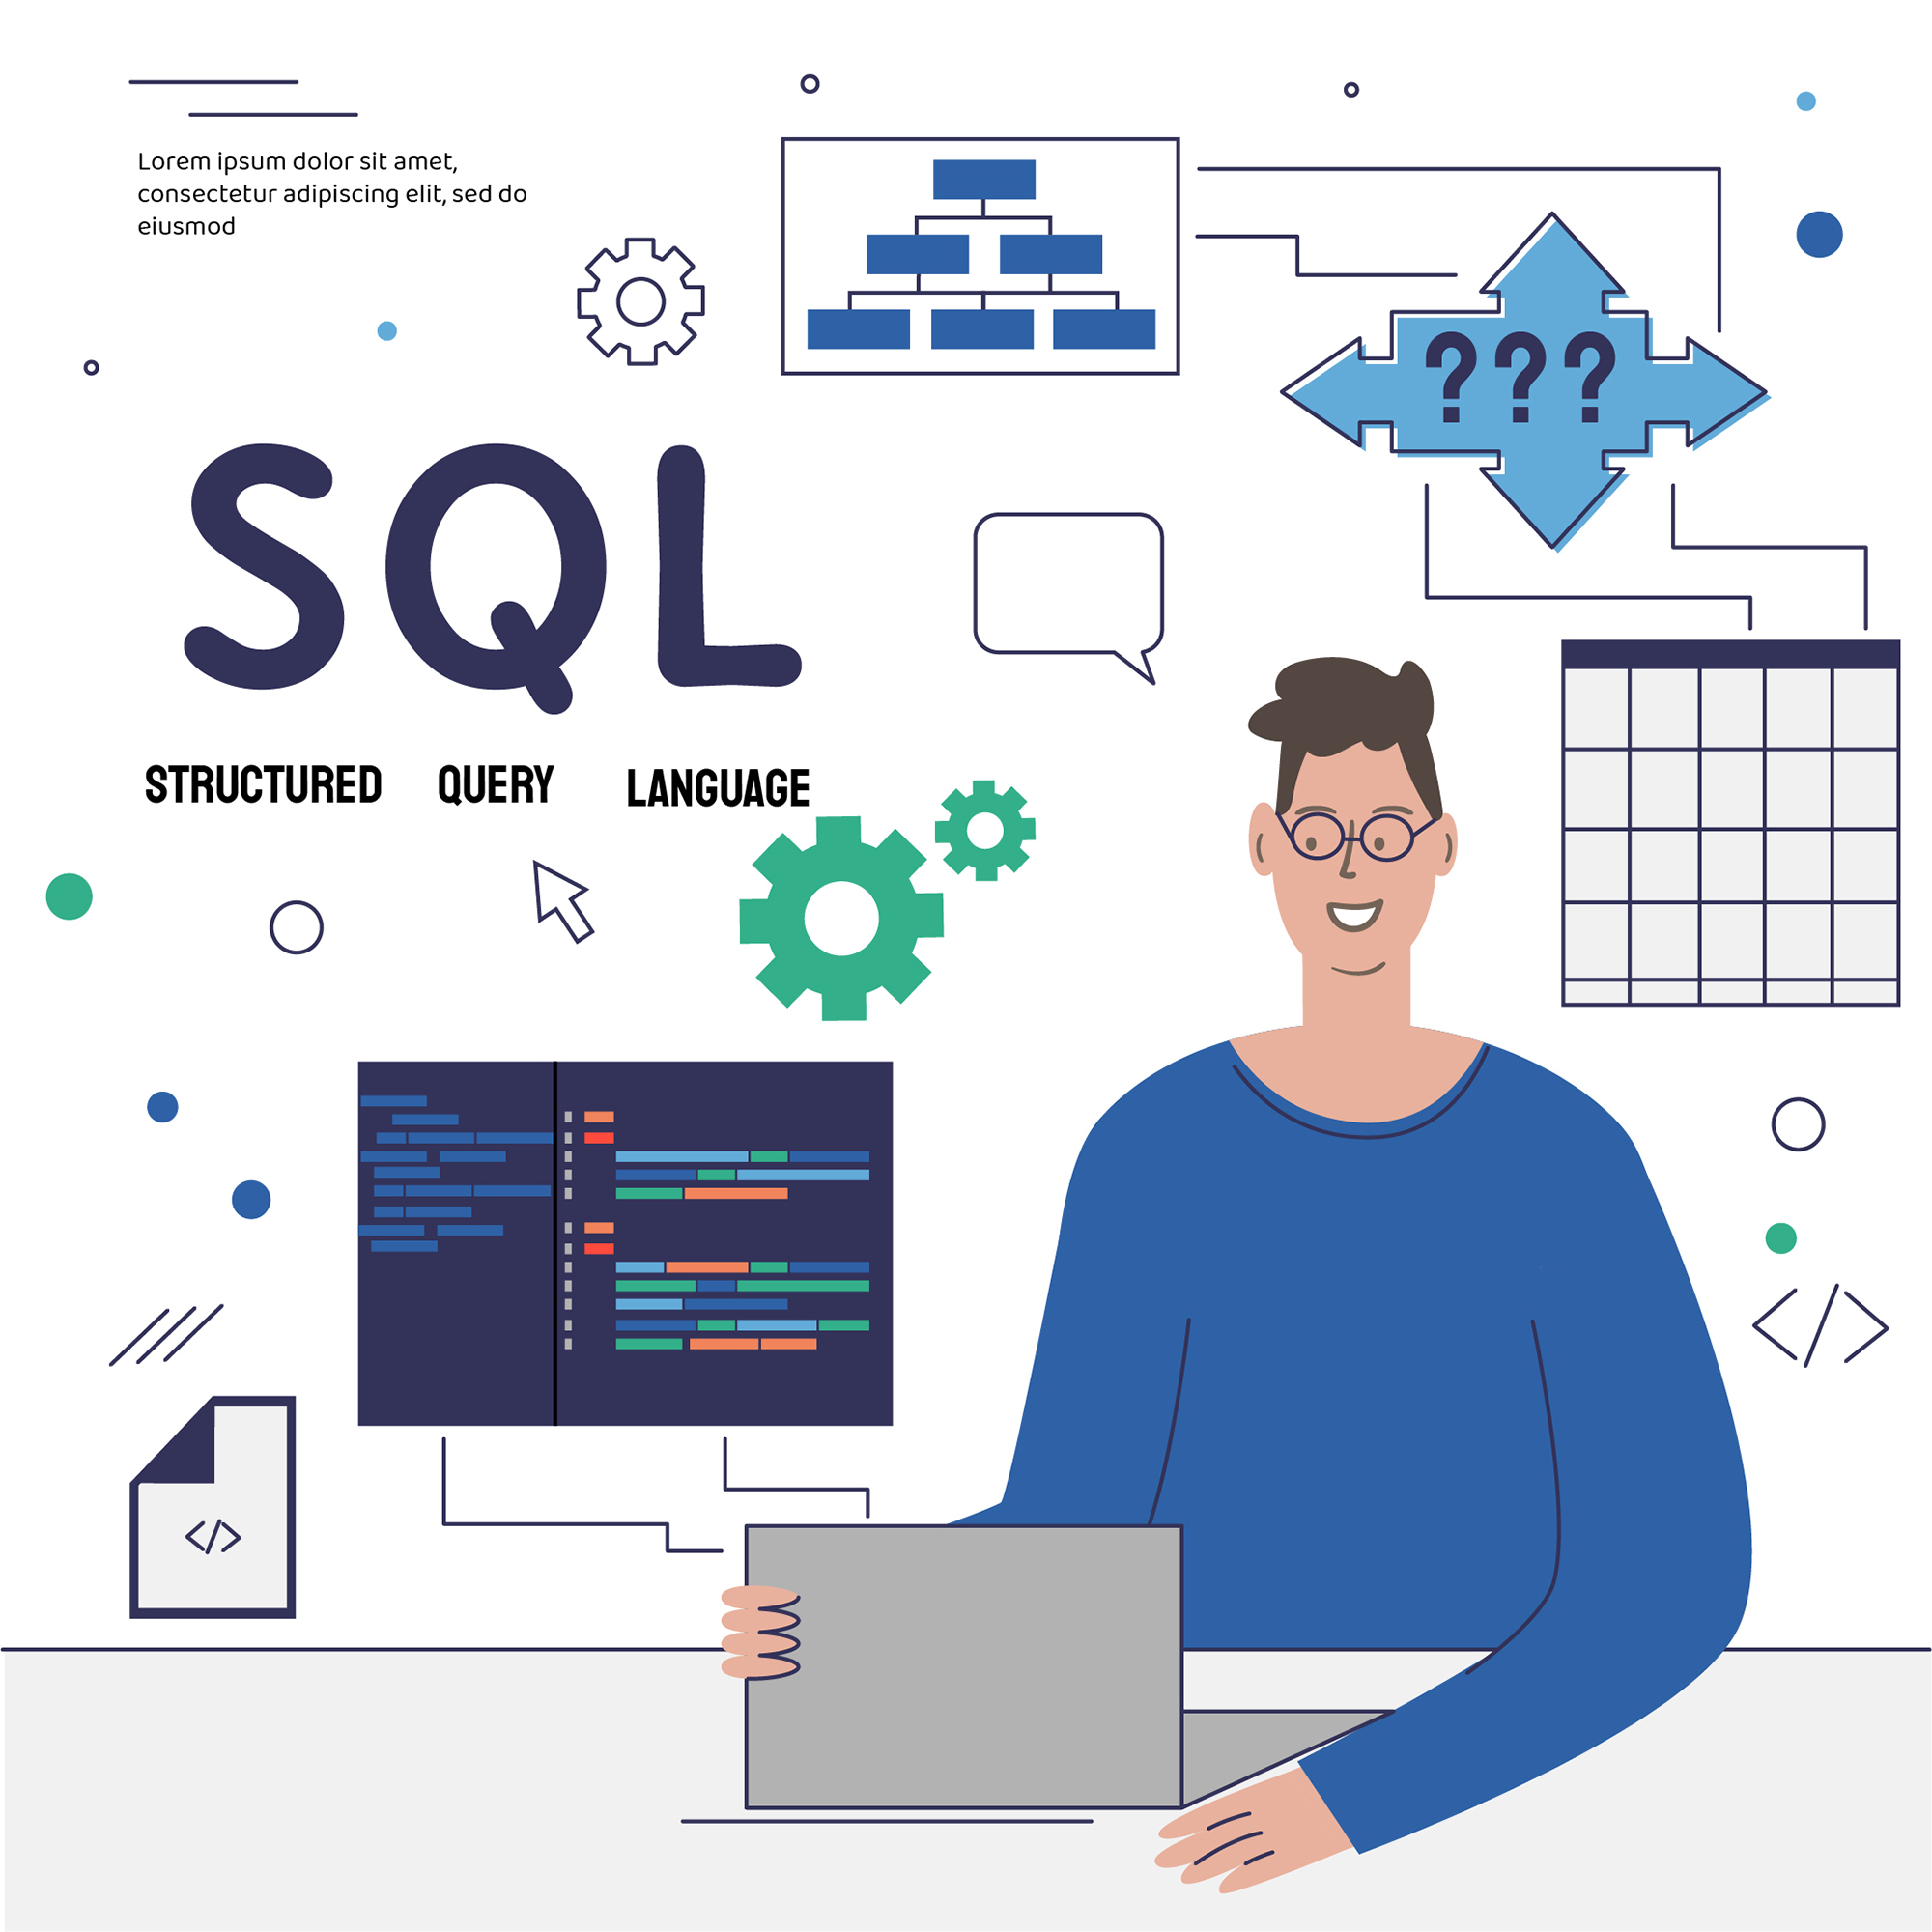 Lorem ipsum dolor sit amet,
consectetur adipiscing elit, sed do
eiusmod
???
SQL
STRUCTURED QUERY LANGUAGE
</>
</>